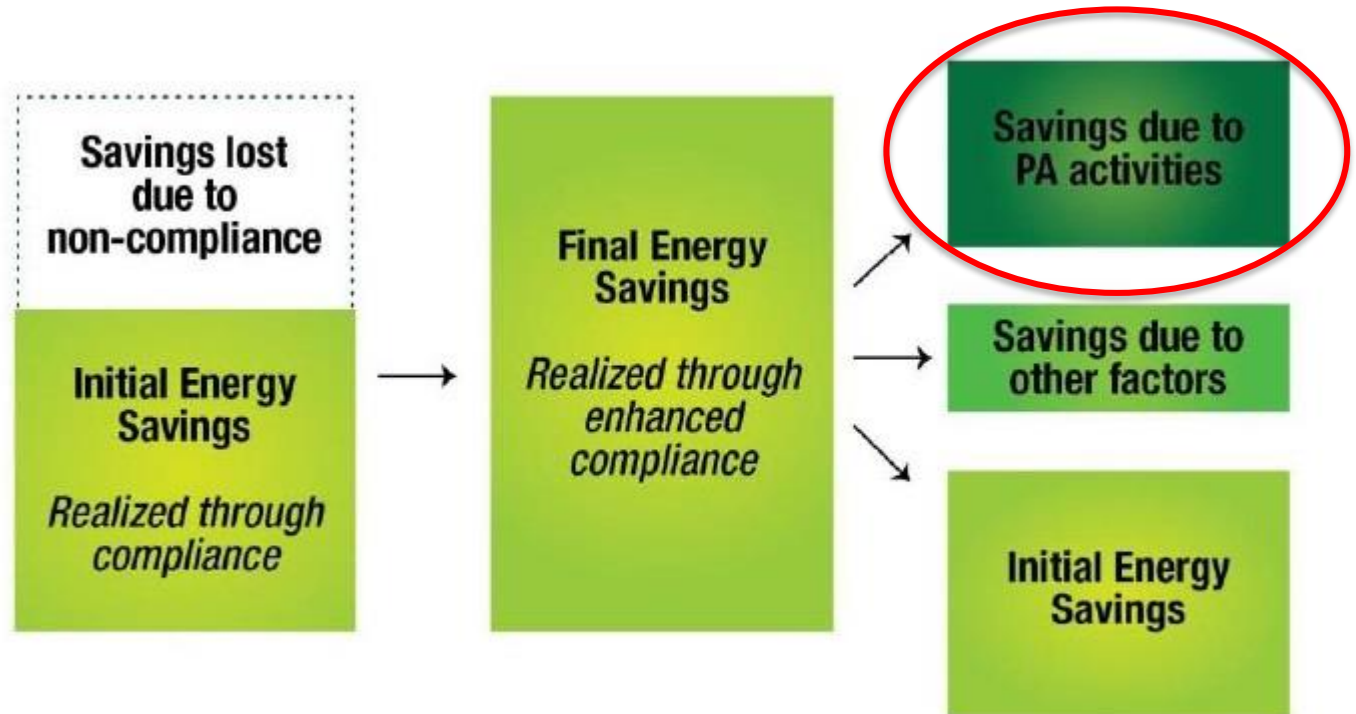 Savings lost
due to
non-compliance
Initial Energy
Savings
Realized through
compliance
Final Energy
Savings
Realized through
enhanced
compliance
Savings due to
PA activities
Savings due to
other factors
Initial Energy
Savings